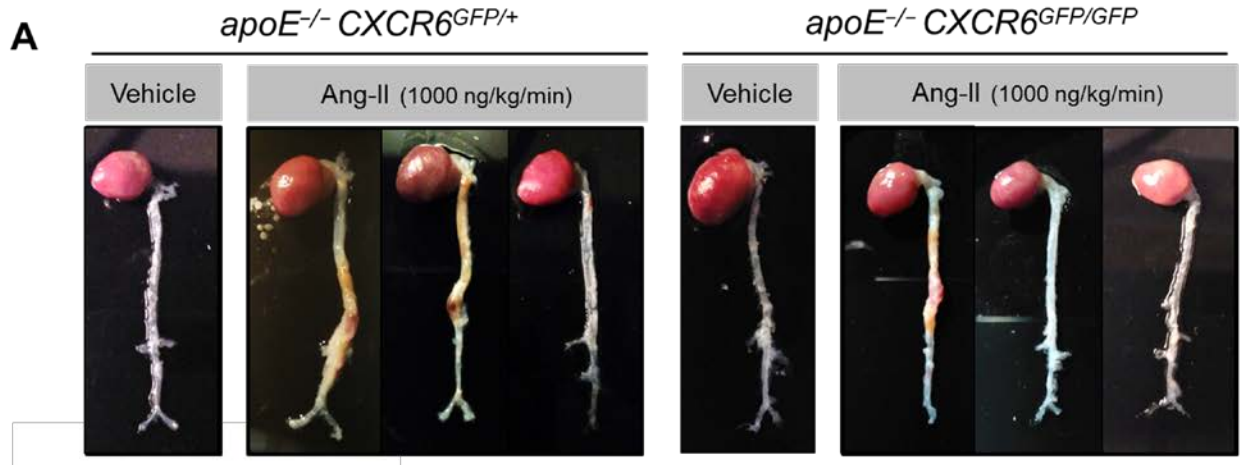 A
apoE−/− CXCR6GFP/+
apoE−/− CXCR6GFP/GFP
Vehicle
Ang-II (1000 ng/kg/min)
Vehicle
Ang-II (1000 ng/kg/min)